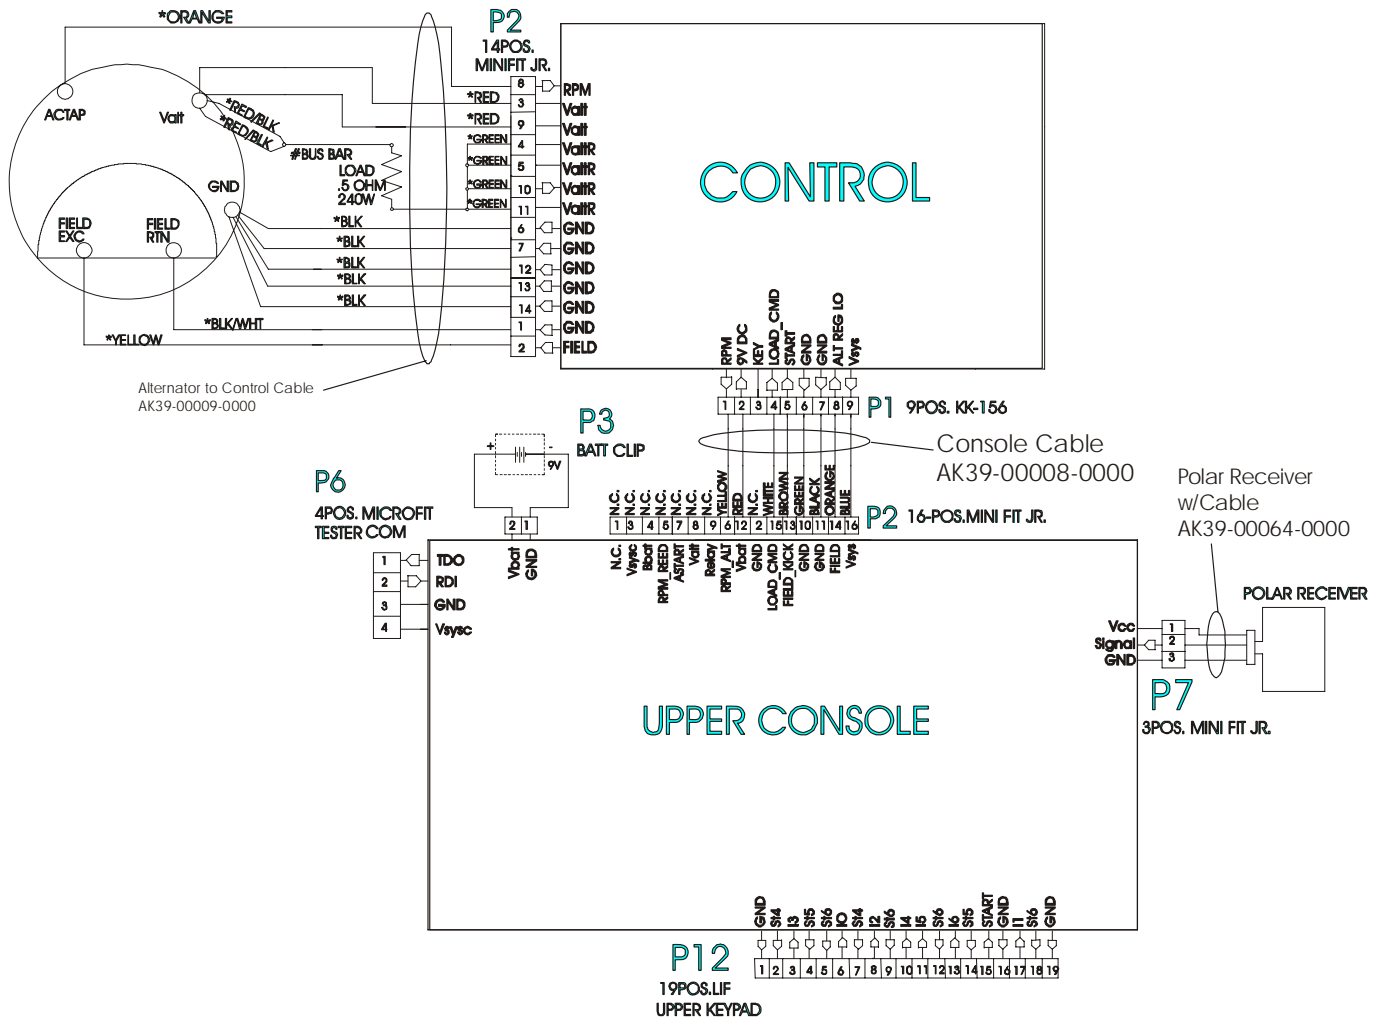 *ORANGE
P2
14POS.
MINIFIT JR.
ACTAP
Valt
*RED/BLK
*RED/BLK
#BUS BAR
LOAD
.5 OHM
240W
GND
FIELD
EXC
FIELD
RTN
*RED
*RED
*GREEN
*GREEN
*GREEN
*GREEN
*BLK
*BLK
*BLK
*BLK
*BLK
*BLK/WHT
*YELLOW
8 RPM
3 Valt
9 Valt
4 ValtR
5 ValtR
10 ValtR
11 ValtR
6 GND
7 GND
12 GND
13 GND
14 GND
1 GND
2 FIELD
CONTROL
Alternator to Control Cable
AK39-00009-0000
RPM
9V DC
KEY
LOAD_CMD
START
GND
GND
ALT REG LO
Vsys
1 2 3 4 5 6 7 8 9
P1 9POS. KK-156
Console Cable
AK39-00008-0000
P3
BATT CLIP
+ -
9V
2 1
Vbat
GND
P6
4POS. MICROFIT
TESTER COM
1 TDO
2 RDI
3 GND
4 Vsysc
N.C.
N.C.
N.C.
N.C.
N.C.
N.C.
N.C.
YELLOW
RED
N.C.
WHITE
BROWN
GREEN
BLACK
ORANGE
BLUE
1 3 4 5 7 8 9 6 12 2 15 13 10 11 14 16
P2 16-POS.MINI FIT JR.
N.C.
Vsysc
Bbat
RPM_REED
ASTART
Valt
Relay
RPM_ALT
Vbat
GND
LOAD_CMD
FIELD_KICK
GND
GND
FIELD
Vsys
Polar Receiver
w/Cable
AK39-00064-0000
POLAR RECEIVER
Vcc 1
Signal 2
GND 3
P7
3POS. MINI FIT JR.
UPPER CONSOLE
GND
St4
I3
St5
St6
IO
St4
I2
St6
I4
I5
St6
I6
St5
START
GND
I1
St6
GND
1 2 3 4 5 6 7 8 9 10 11 12 13 14 15 16 17 18 19
P12
19POS.LIF
UPPER KEYPAD